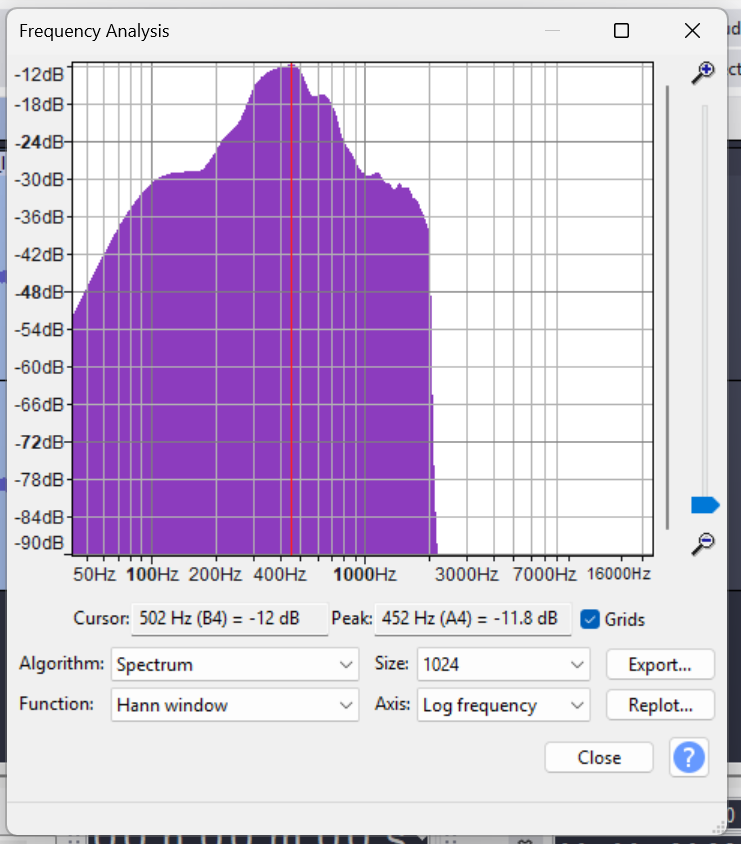 Frequency Analysis
-12dB
-18dB
-24dB
-30dB
-36dB
-42dB
-48dB
-54dB
-60dB
-66dB
-72dB
-78dB
-84dB
-90dB
50Hz 100Hz 200Hz 400Hz 1000Hz 3000Hz 7000Hz 16000Hz
Cursor: 502 Hz (B4) = -12 dB Peak: 452 Hz (A4) = -11.8 dB Grids
Algorithm: Spectrum Size: 1024 Export...
Function: Hann window Axis: Log frequency Replot...
Close ?